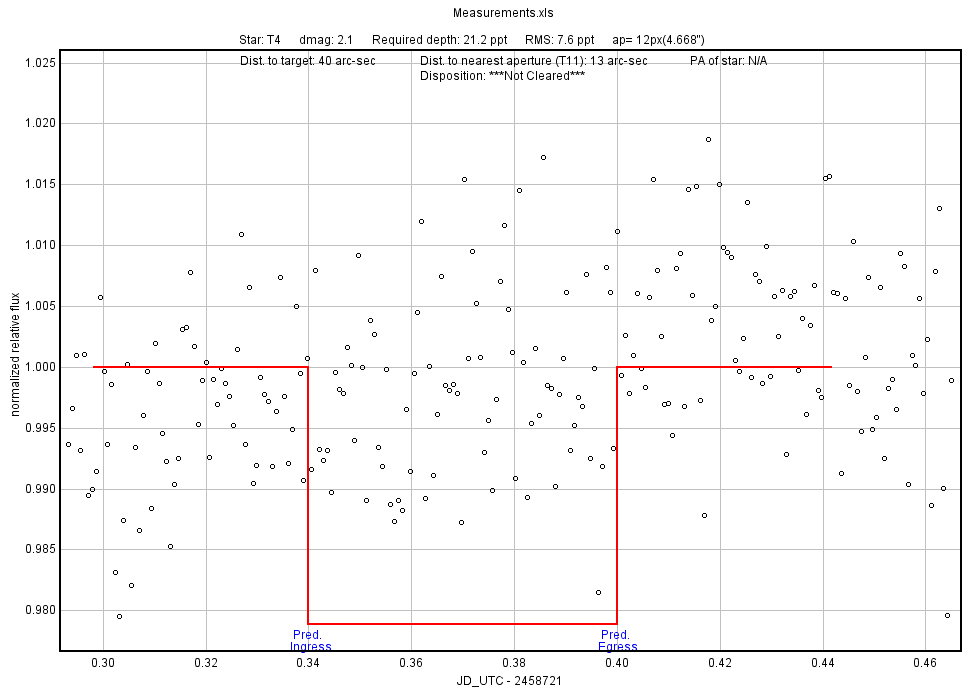 Measurements.xls
Star: T4 dmag: 2.1 Required depth: 21.2 ppt RMS: 7.6 ppt ap= 12px(4.668")
Dist. to target: 40 arc-sec Dist. to nearest aperture (T11): 13 arc-sec PA of star: N/A
Disposition: ***Not Cleared***
1.025
1.020
1.015
1.010
1.005
1.000
0.995
0.990
0.985
0.980
normalized relative flux
Pred. Ingress
Pred. Egress
0.30 0.32 0.34 0.36 0.38 0.40 0.42 0.44 0.46
JD_UTC - 2458721